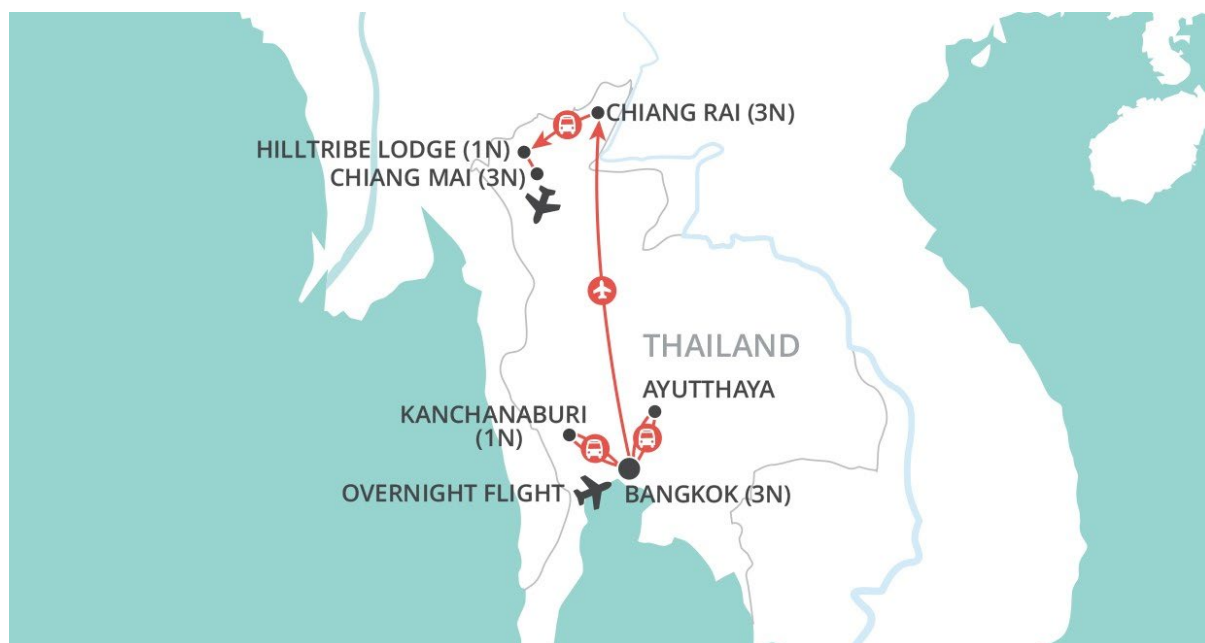 CHIANG RAI (3N)
HILLTRIBE LODGE (1N)
CHIANG MAI (3N)
THAILAND
AYUTTHAYA
KANCHANABURI
(1N)
OVERNIGHT FLIGHT
BANGKOK (3N)